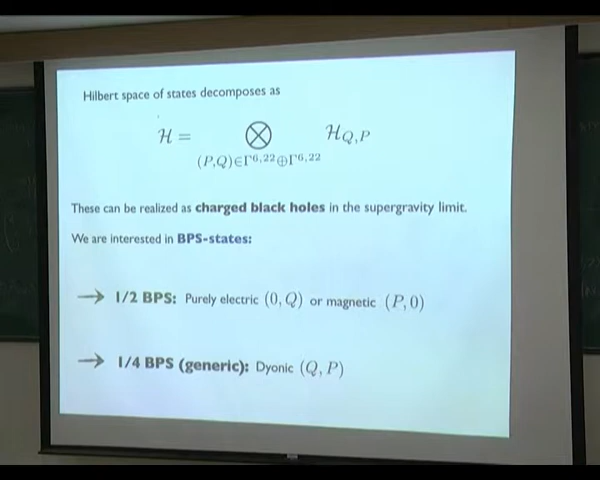 Hilbert space of states decomposes as
ℋ = ⊗ ℋ_{Q,P}
(P,Q)∈Γ^{6,22}⊕Γ^{6,22}
These can be realized as charged black holes in the supergravity limit.
We are interested in BPS-states:
→ 1/2 BPS: Purely electric (0, Q) or magnetic (P, 0)
→ 1/4 BPS (generic): Dyonic (Q, P)